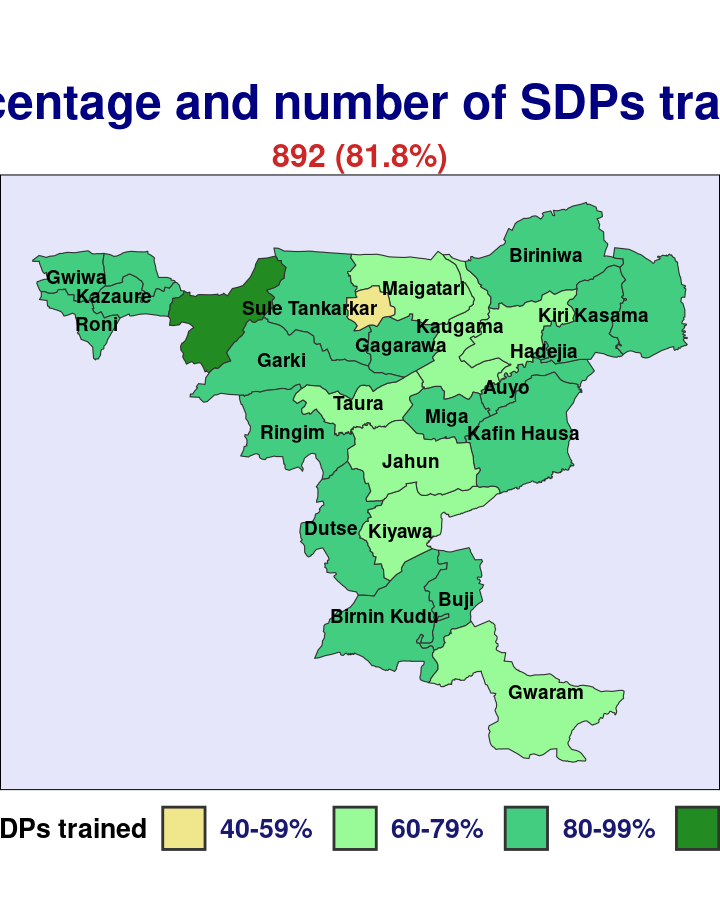 centage and number of SDPs tra
892 (81.8%)
Biriniwa
Gwiwa
Maigatari
Kazaure
Sule Tankarkar
Kiri Kasama
Roni
Kaugama
Gagarawa
Hadejia
Garki
Auyo
Taura
Miga
Ringim
Kafin Hausa
Jahun
Dutse
Kiyawa
Buji
Birnin Kudu
Gwaram
DPs trained 40-59% 60-79% 80-99%